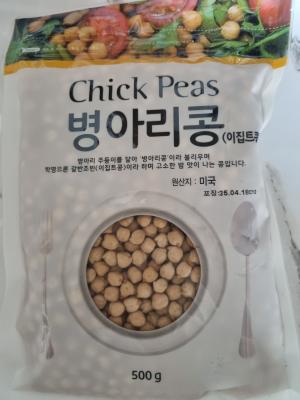 Chick Peas
병아리콩(이집트콩
병아리 주둥이를 닮아 '병아리콩'이라 불리우며
학명으론 갈반조빈(이집트콩)이라 하며 고소한 밤 맛이 나는 콩입니다.
원산지 : 미국
500 g